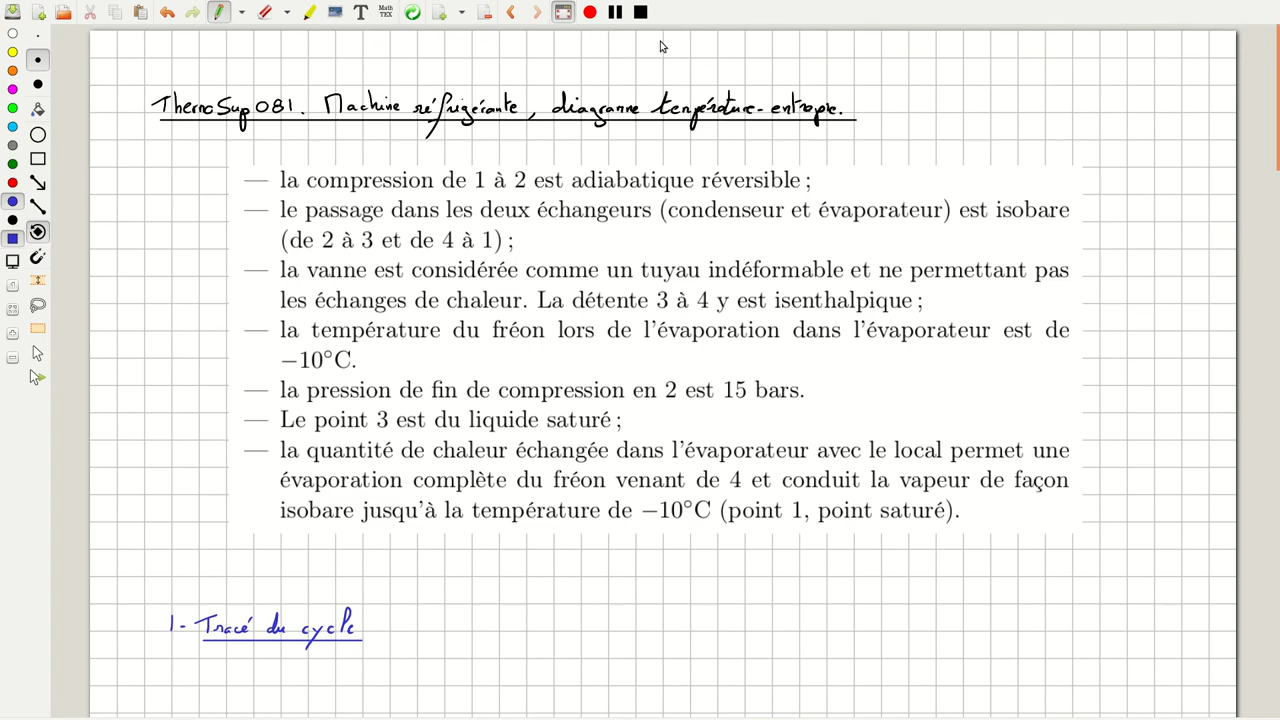 Math
TEX
ThermoSup 081. Machine réfrigérante, diagramme température-entropie.
— la compression de 1 à 2 est adiabatique réversible ;
— le passage dans les deux échangeurs (condenseur et évaporateur) est isobare
(de 2 à 3 et de 4 à 1) ;
— la vanne est considérée comme un tuyau indéformable et ne permettant pas
les échanges de chaleur. La détente 3 à 4 y est isenthalpique ;
— la température du fréon lors de l'évaporation dans l'évaporateur est de
−10°C.
— la pression de fin de compression en 2 est 15 bars.
— Le point 3 est du liquide saturé ;
— la quantité de chaleur échangée dans l'évaporateur avec le local permet une
évaporation complète du fréon venant de 4 et conduit la vapeur de façon
isobare jusqu'à la température de −10°C (point 1, point saturé).
1- Tracé du cycle